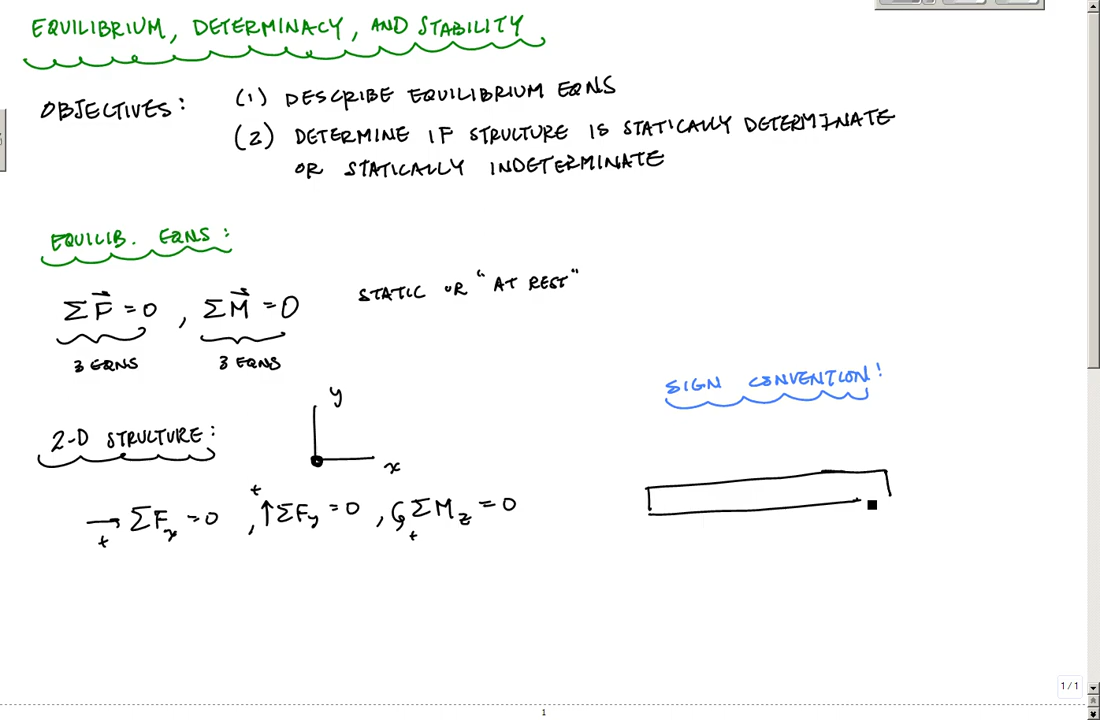 EQUILIBRIUM, DETERMINACY, AND STABILITY
OBJECTIVES: (1) DESCRIBE EQUILIBRIUM EQNS
(2) DETERMINE IF STRUCTURE IS STATICALLY DETERMINATE
OR STATICALLY INDETERMINATE
EQUILIB. EQNS:
ΣF⃗ = 0, ΣM⃗ = 0 STATIC OR "AT REST"
3 EQNS 3 EQNS
SIGN CONVENTION!
2-D STRUCTURE:
y
x
→+ ΣFx = 0, +↑ΣFy = 0, ↺+ ΣMz = 0
1/1
1